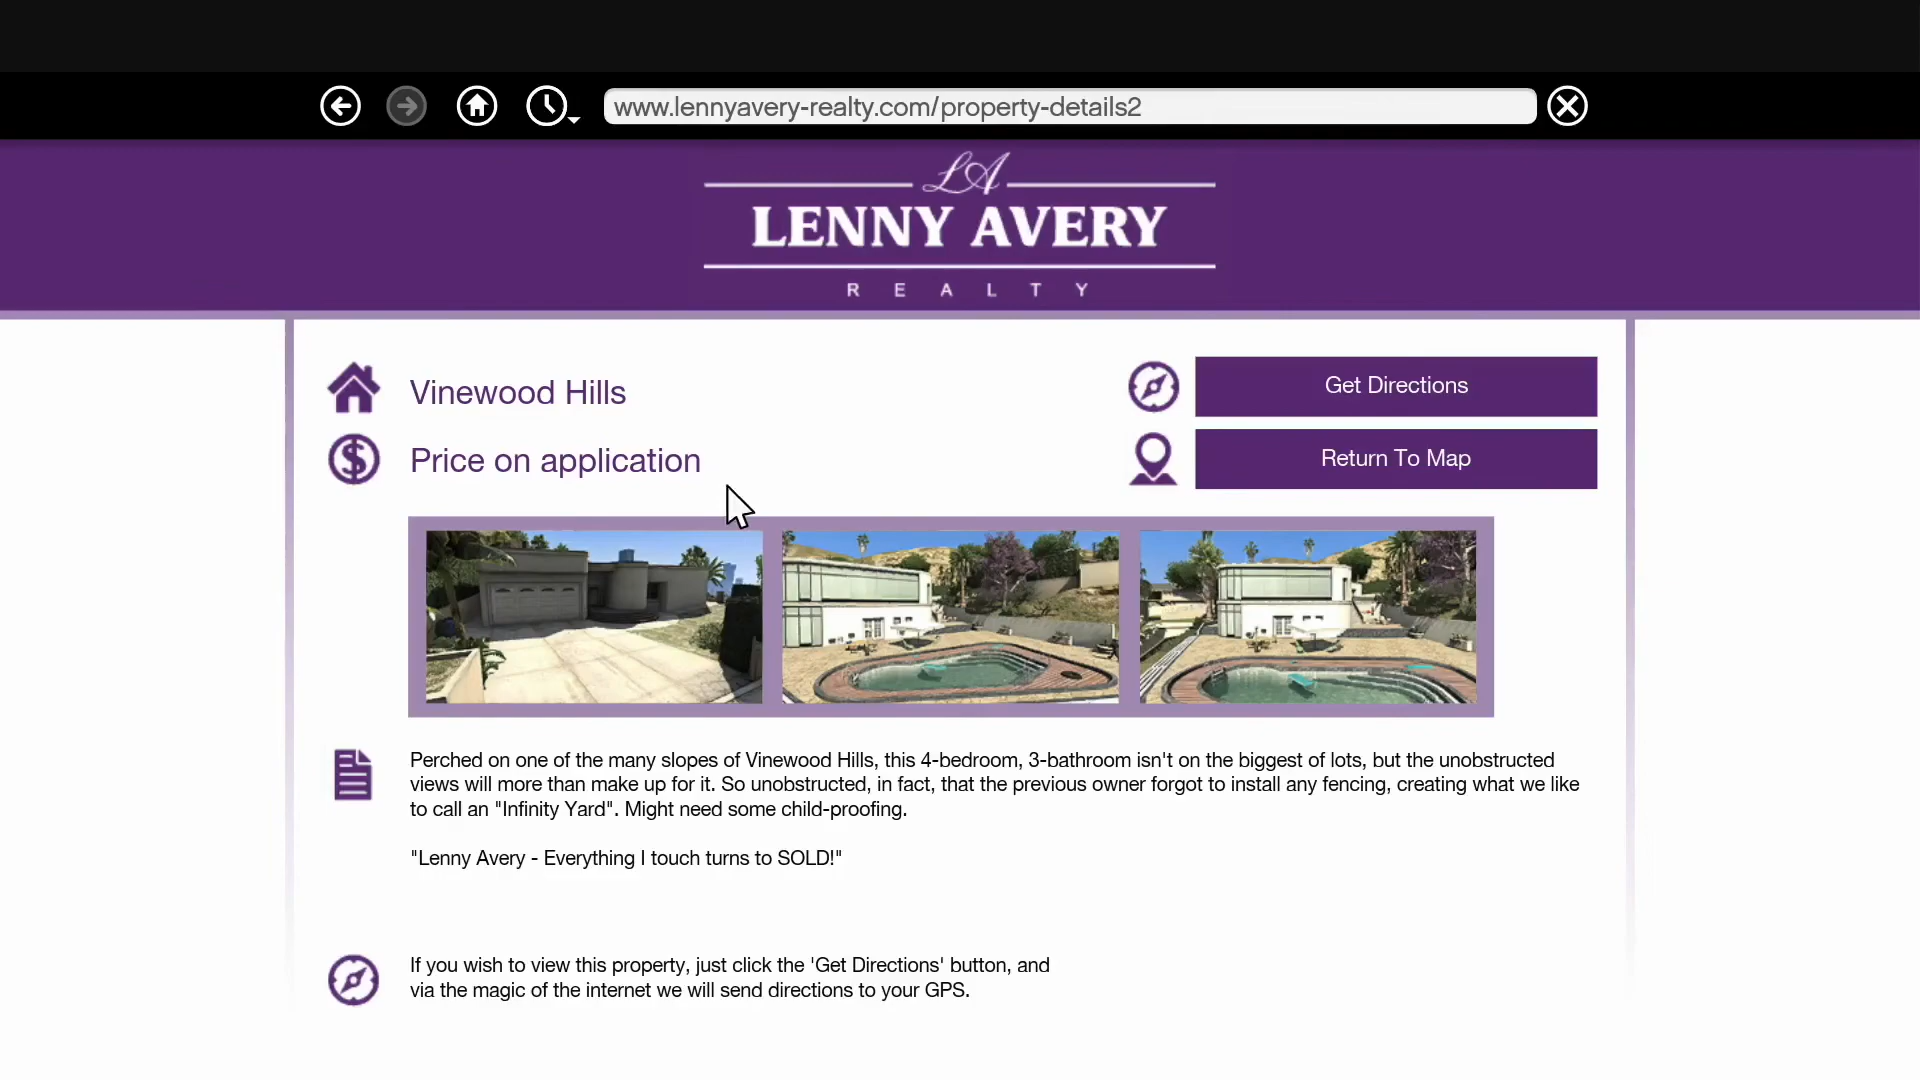 www.lennyavery-realty.com/property-details2
LA
LENNY AVERY
REALTY
Vinewood Hills
Get Directions
Price on application
Return To Map
Perched on one of the many slopes of Vinewood Hills, this 4-bedroom, 3-bathroom isn't on the biggest of lots, but the unobstructed
views will more than make up for it. So unobstructed, in fact, that the previous owner forgot to install any fencing, creating what we like
to call an "Infinity Yard". Might need some child-proofing.
"Lenny Avery - Everything I touch turns to SOLD!"
If you wish to view this property, just click the 'Get Directions' button, and
via the magic of the internet we will send directions to your GPS.